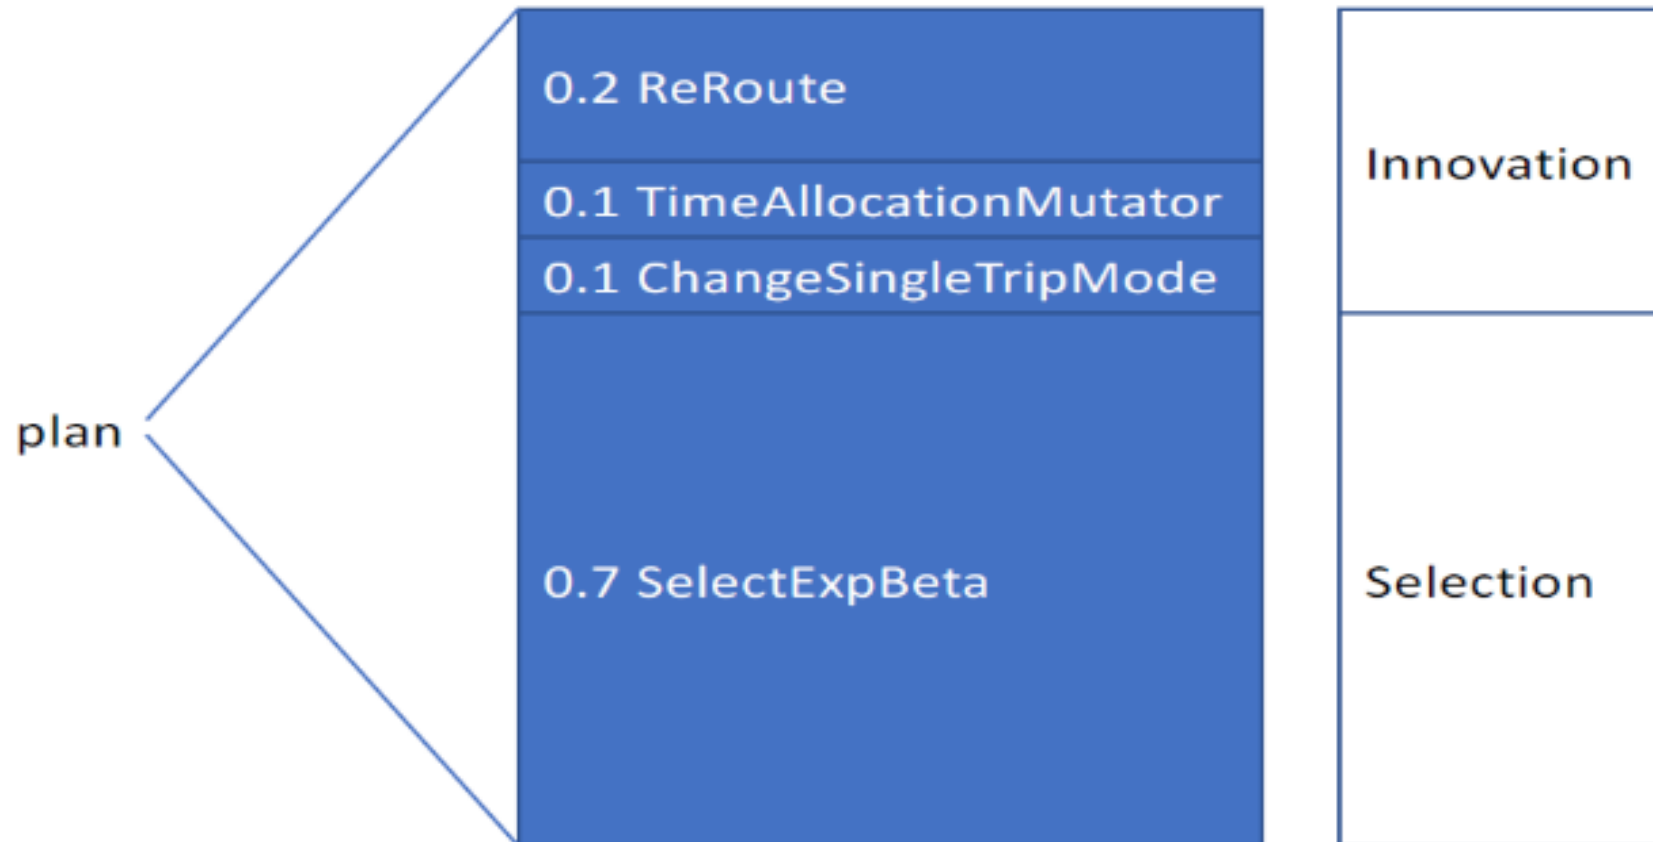 0.2 ReRoute
Innovation
0.1 TimeAllocationMutator
0.1 ChangeSingleTripMode
plan
0.7 SelectExpBeta
Selection